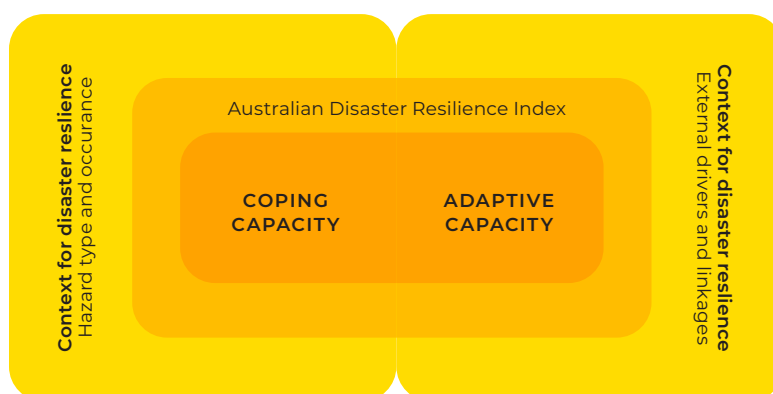 Context for disaster reslience
Hazard type and occurance
Australian Disaster Resilience Index
COPING
CAPACITY
ADAPTIVE
CAPACITY
Context for disaster reslience
External drivers and linkages